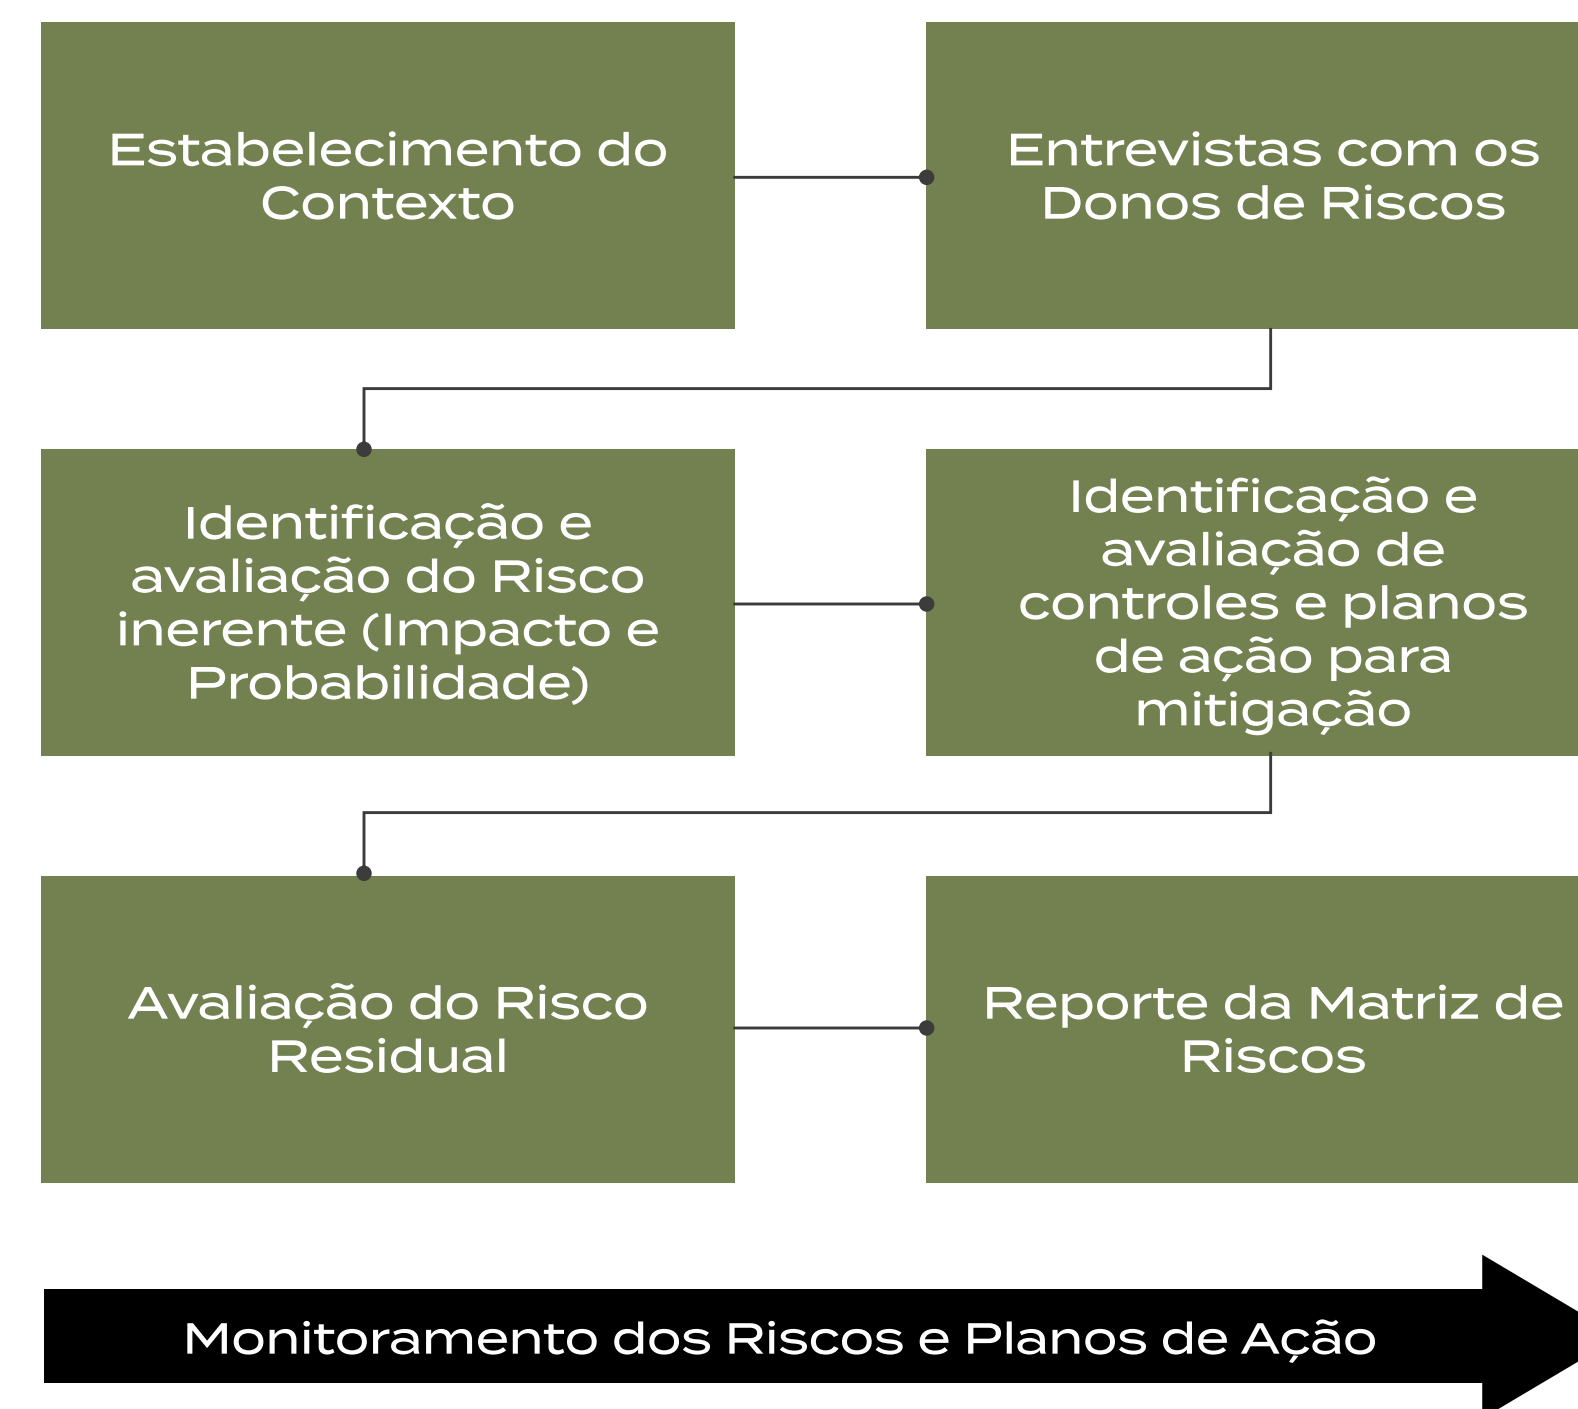 Estabelecimento do
Contexto
Entrevistas com os
Donos de Riscos
Identificação e
avaliação do Risco
inerente (Impacto e
Probabilidade)
Identificação e
avaliação de
controles e planos
de ação para
mitigação
Avaliação do Risco
Residual
Reporte da Matriz de
Riscos
Monitoramento dos Riscos e Planos de Ação